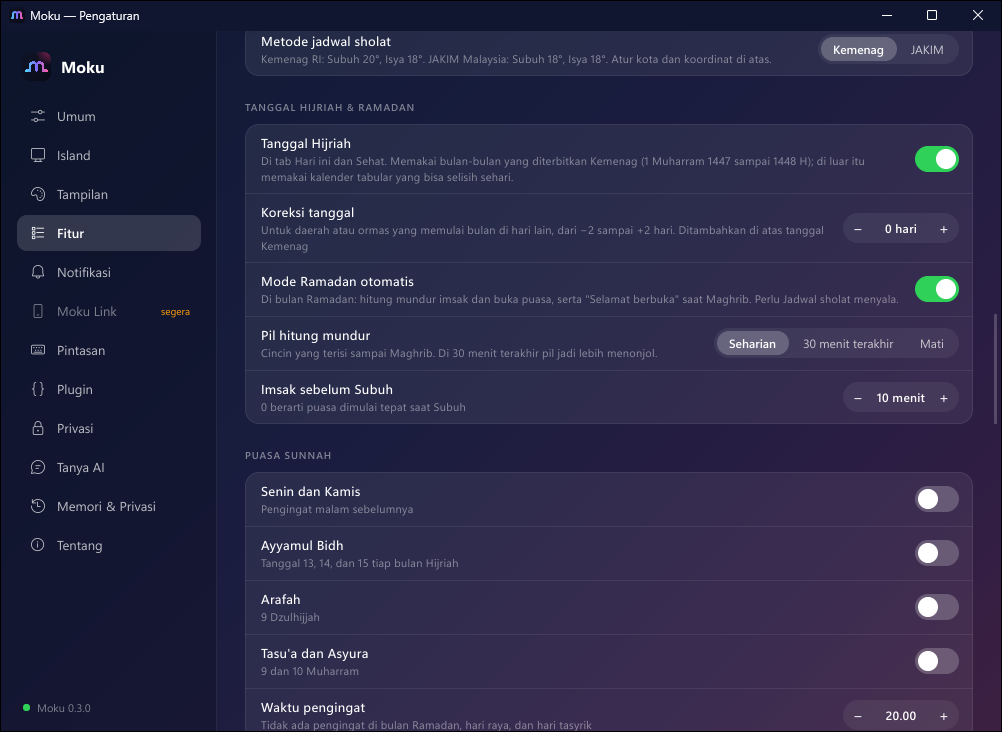 Moku — Pengaturan
Moku
Umum
Island
Tampilan
Fitur
Notifikasi
Moku Link segera
Pintasan
Plugin
Privasi
Tanya AI
Memori & Privasi
Tentang
Moku 0.3.0
Metode jadwal sholat
Kemenag RI: Subuh 20°, Isya 18°. JAKIM Malaysia: Subuh 18°, Isya 18°. Atur kota dan koordinat di atas.
Kemenag JAKIM
TANGGAL HIJRIAH & RAMADAN
Tanggal Hijriah
Di tab Hari ini dan Sehat. Memakai bulan-bulan yang diterbitkan Kemenag (1 Muharram 1447 sampai 1448 H); di luar itu
memakai kalender tabular yang bisa selisih sehari.
Koreksi tanggal
Untuk daerah atau ormas yang memulai bulan di hari lain, dari −2 sampai +2 hari. Ditambahkan di atas tanggal
Kemenag
− 0 hari +
Mode Ramadan otomatis
Di bulan Ramadan: hitung mundur imsak dan buka puasa, serta "Selamat berbuka" saat Maghrib. Perlu Jadwal sholat menyala.
Pil hitung mundur
Cincin yang terisi sampai Maghrib. Di 30 menit terakhir pil jadi lebih menonjol.
Seharian 30 menit terakhir Mati
Imsak sebelum Subuh
0 berarti puasa dimulai tepat saat Subuh
− 10 menit +
PUASA SUNNAH
Senin dan Kamis
Pengingat malam sebelumnya
Ayyamul Bidh
Tanggal 13, 14, dan 15 tiap bulan Hijriah
Arafah
9 Dzulhijjah
Tasu'a dan Asyura
9 dan 10 Muharram
Waktu pengingat
Tidak ada pengingat di bulan Ramadan, hari raya, dan hari tasyrik
− 20.00 +